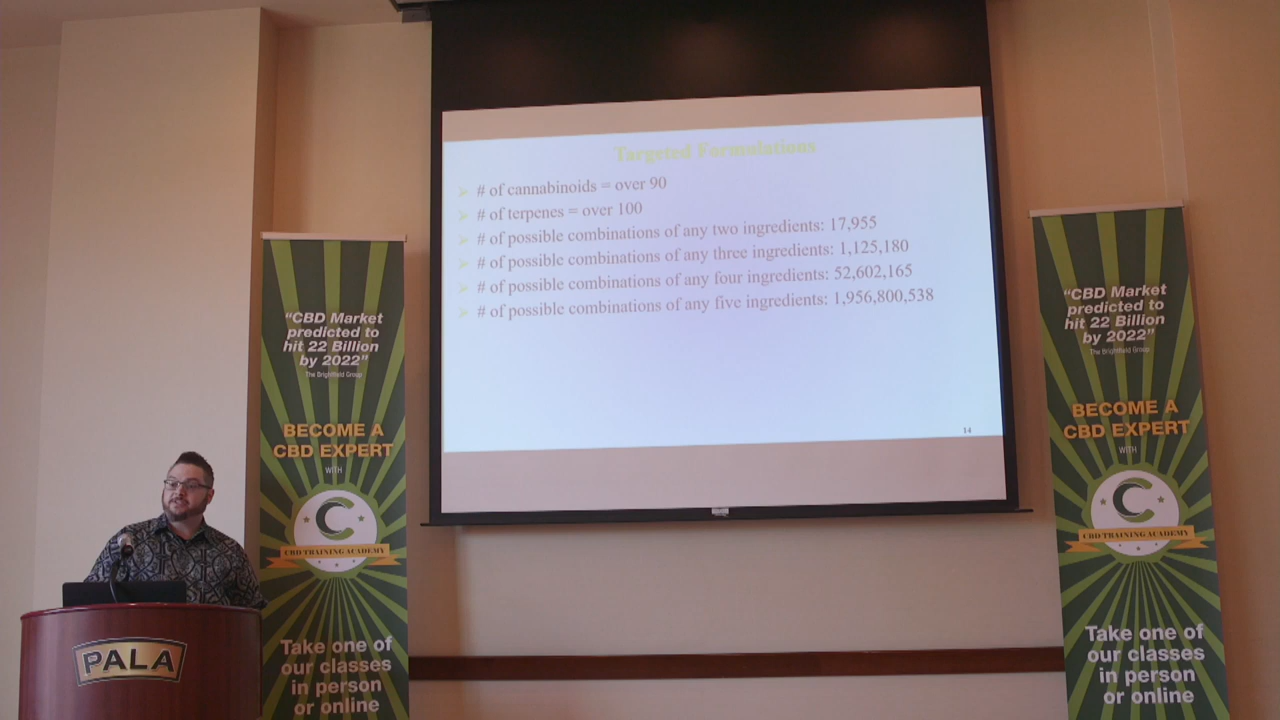 Targeted Formulations
# of cannabinoids = over 90
# of terpenes = over 100
# of possible combinations of any two ingredients: 17,955
# of possible combinations of any three ingredients: 1,125,180
# of possible combinations of any four ingredients: 52,602,165
# of possible combinations of any five ingredients: 1,956,800,538
14
"CBD Market
predicted to
hit 22 Billion
by 2022"
The Brightfield Group
BECOME A
CBD EXPERT
WITH
C
CBD TRAINING ACADEMY
Take one of
our classes
in person
or online
"CBD Market
predicted to
hit 22 Billion
by 2022"
The Brightfield Group
BECOME A
CBD EXPERT
WITH
C
CBD TRAINING ACADEMY
Take one of
our classes
in person
or online
PALA